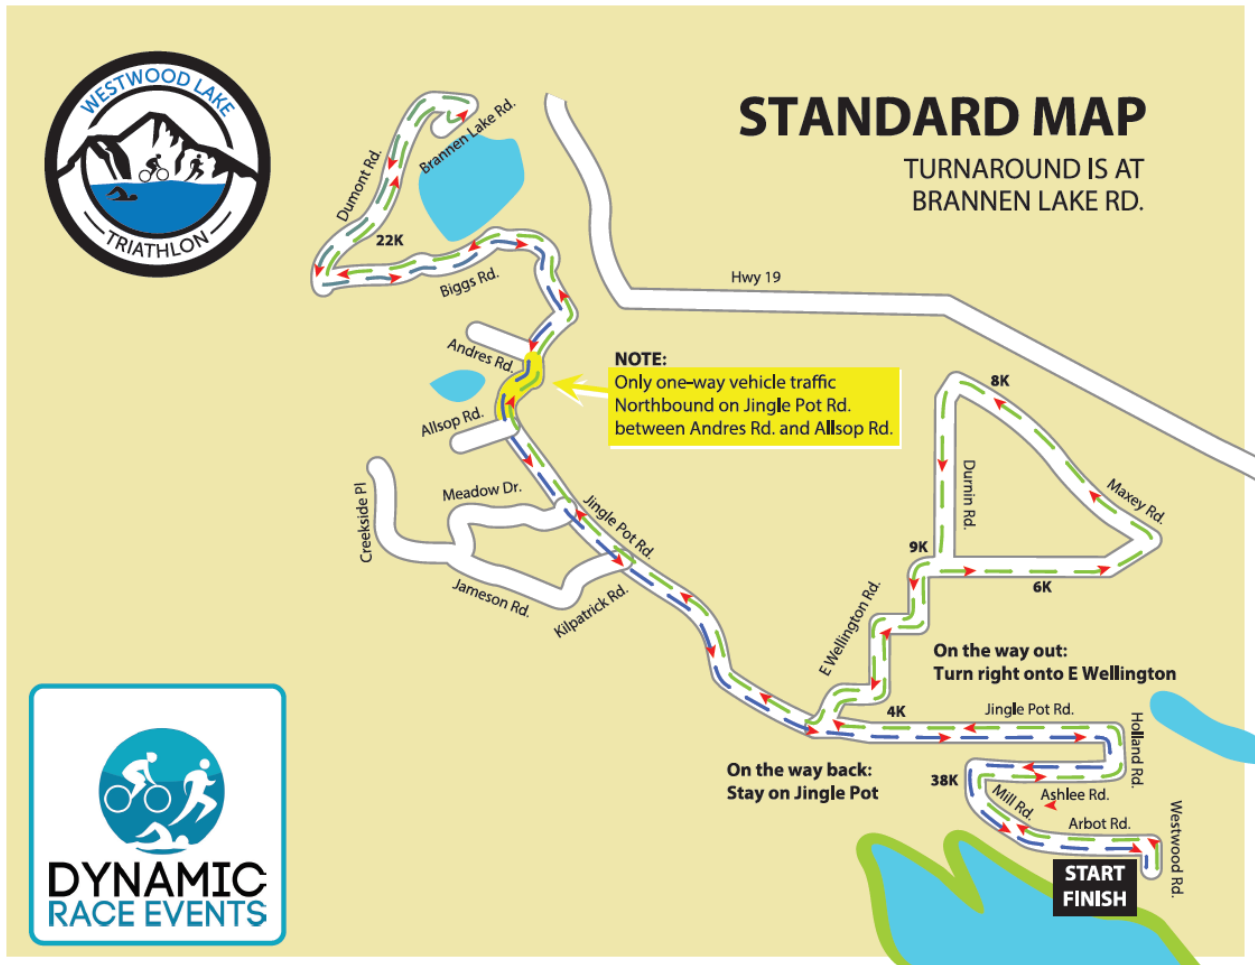 WESTWOOD LAKE
TRIATHLON
STANDARD MAP
TURNAROUND IS AT
BRANNEN LAKE RD.
Brannen Lake Rd.
Dumont Rd.
22K
Biggs Rd.
Hwy 19
Andres Rd.
NOTE:
Only one-way vehicle traffic
Northbound on Jingle Pot Rd.
between Andres Rd. and Allsop Rd.
8K
Allsop Rd.
Durnin Rd.
Maxey Rd.
Meadow Dr.
Creekside Pl
Jingle Pot Rd.
9K
6K
Jameson Rd.
Kilpatrick Rd.
E Wellington Rd.
On the way out:
Turn right onto E Wellington
4K
Jingle Pot Rd.
Holland Rd.
On the way back:
Stay on Jingle Pot
38K
Ashlee Rd.
Mill Rd.
Arbot Rd.
Westwood Rd.
START
FINISH
DYNAMIC
RACE EVENTS